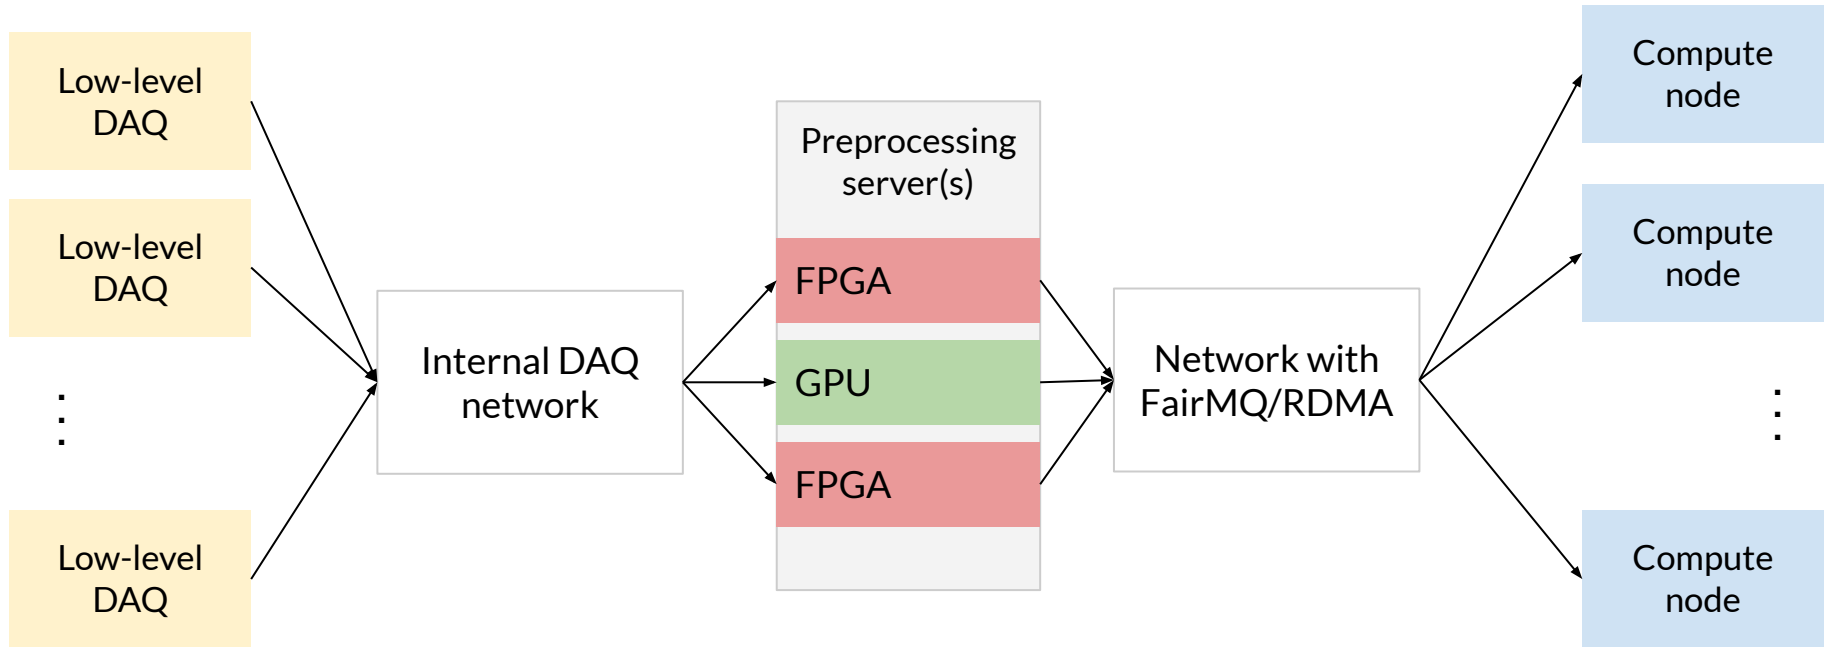 Low-level
DAQ
Low-level
DAQ
Low-level
DAQ
Internal DAQ
network
Preprocessing
server(s)
FPGA
GPU
FPGA
Network with
FairMQ/RDMA
Compute
node
Compute
node
Compute
node